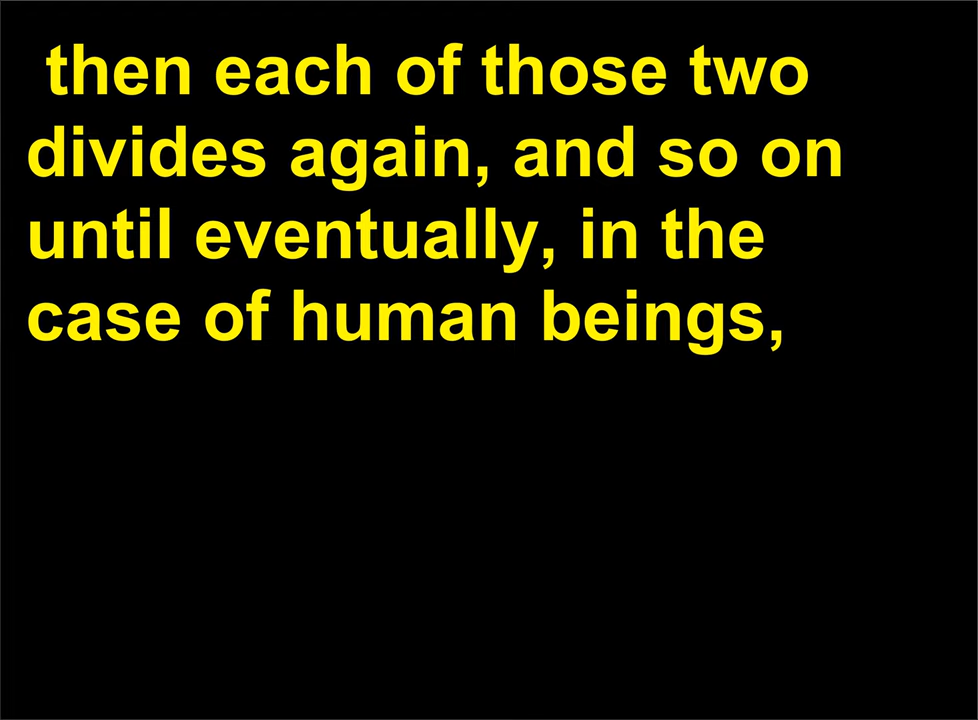 then each of those two
divides again, and so on
until eventually, in the
case of human beings,